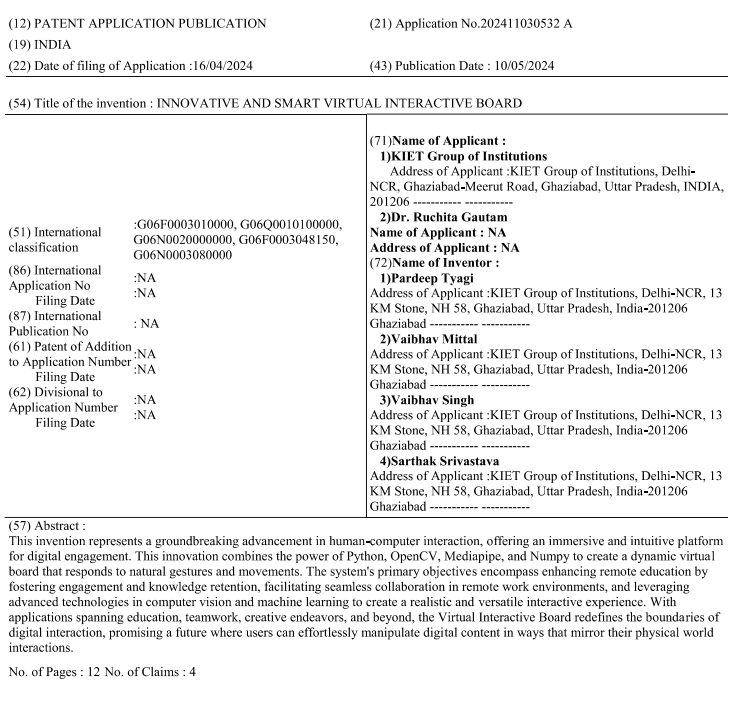 (12) PATENT APPLICATION PUBLICATION
(21) Application No.202411030532 A
(19) INDIA
(22) Date of filing of Application :16/04/2024
(43) Publication Date : 10/05/2024
(54) Title of the invention : INNOVATIVE AND SMART VIRTUAL INTERACTIVE BOARD
(51) International
classification
:G06F0003010000, G06Q0010100000,
G06N0020000000, G06F0003048150,
G06N0003080000
(86) International
Application No
:NA
Filing Date
:NA
(87) International
Publication No
: NA
(61) Patent of Addition
to Application Number
:NA
Filing Date
:NA
(62) Divisional to
Application Number
:NA
Filing Date
:NA
(71)Name of Applicant :
1)KIET Group of Institutions
Address of Applicant :KIET Group of Institutions, Delhi-
NCR, Ghaziabad-Meerut Road, Ghaziabad, Uttar Pradesh, INDIA,
201206 ----------- -----------
2)Dr. Ruchita Gautam
Name of Applicant : NA
Address of Applicant : NA
(72)Name of Inventor :
1)Pardeep Tyagi
Address of Applicant :KIET Group of Institutions, Delhi-NCR, 13
KM Stone, NH 58, Ghaziabad, Uttar Pradesh, India-201206
Ghaziabad ----------- -----------
2)Vaibhav Mittal
Address of Applicant :KIET Group of Institutions, Delhi-NCR, 13
KM Stone, NH 58, Ghaziabad, Uttar Pradesh, India-201206
Ghaziabad ----------- -----------
3)Vaibhav Singh
Address of Applicant :KIET Group of Institutions, Delhi-NCR, 13
KM Stone, NH 58, Ghaziabad, Uttar Pradesh, India-201206
Ghaziabad ----------- -----------
4)Sarthak Srivastava
Address of Applicant :KIET Group of Institutions, Delhi-NCR, 13
KM Stone, NH 58, Ghaziabad, Uttar Pradesh, India-201206
Ghaziabad ----------- -----------
(57) Abstract :
This invention represents a groundbreaking advancement in human-computer interaction, offering an immersive and intuitive platform
for digital engagement. This innovation combines the power of Python, OpenCV, Mediapipe, and Numpy to create a dynamic virtual
board that responds to natural gestures and movements. The system's primary objectives encompass enhancing remote education by
fostering engagement and knowledge retention, facilitating seamless collaboration in remote work environments, and leveraging
advanced technologies in computer vision and machine learning to create a realistic and versatile interactive experience. With
applications spanning education, teamwork, creative endeavors, and beyond, the Virtual Interactive Board redefines the boundaries of
digital interaction, promising a future where users can effortlessly manipulate digital content in ways that mirror their physical world
interactions.
No. of Pages : 12 No. of Claims : 4